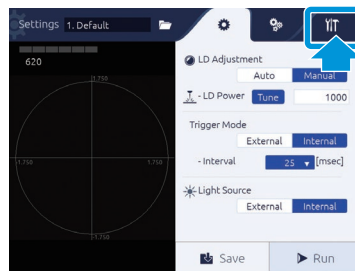 Settings 1. Default
620
1.750
-1.750 1.750
-1.750
LD Adjustment
Auto Manual
- LD Power Tune 1000
Trigger Mode
External Internal
- Interval 25 [msec]
Light Source
External Internal
Save Run